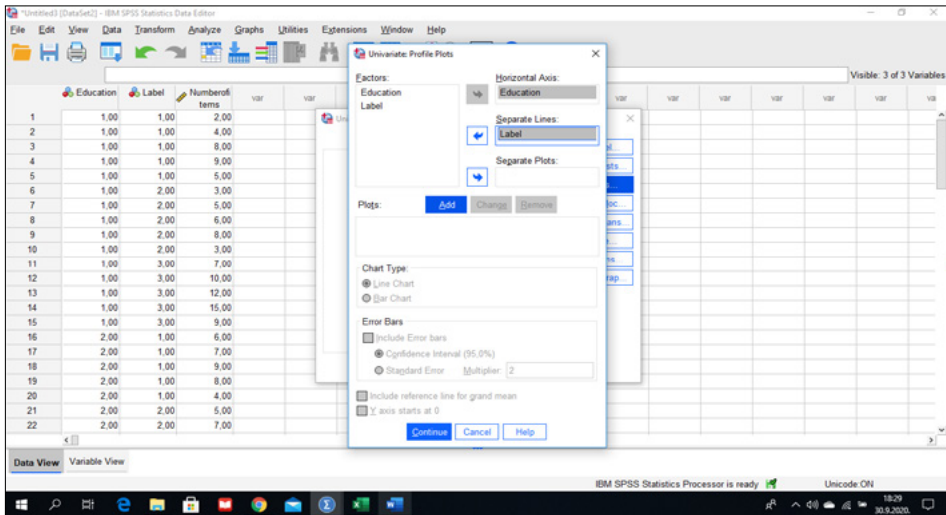 *Untitled3 [DataSet2] - IBM SPSS Statistics Data Editor
File Edit View Data Transform Analyze Graphs Utilities Extensions Window Help
Visible: 3 of 3 Variables
Education Label Numberofi
tems var var var var var var var
1 1,00 1,00 2,00
2 1,00 1,00 4,00
3 1,00 1,00 8,00
4 1,00 1,00 9,00
5 1,00 1,00 5,00
6 1,00 2,00 3,00
7 1,00 2,00 5,00
8 1,00 2,00 6,00
9 1,00 2,00 8,00
10 1,00 2,00 3,00
11 1,00 3,00 7,00
12 1,00 3,00 10,00
13 1,00 3,00 12,00
14 1,00 3,00 15,00
15 1,00 3,00 9,00
16 2,00 1,00 6,00
17 2,00 1,00 7,00
18 2,00 1,00 9,00
19 2,00 1,00 8,00
20 2,00 1,00 4,00
21 2,00 2,00 5,00
22 2,00 2,00 7,00
Univariate: Profile Plots
Factors:
Education
Label
Horizontal Axis:
Education
Separate Lines:
Label
Separate Plots:
Plots: Add Change Remove
Chart Type:
Line Chart
Bar Chart
Error Bars
Include Error bars
Confidence Interval (95,0%)
Standard Error Multiplier: 2
Include reference line for grand mean
Y axis starts at 0
Continue Cancel Help
Data View Variable View
IBM SPSS Statistics Processor is ready Unicode:ON
18:29
30.9.2020.